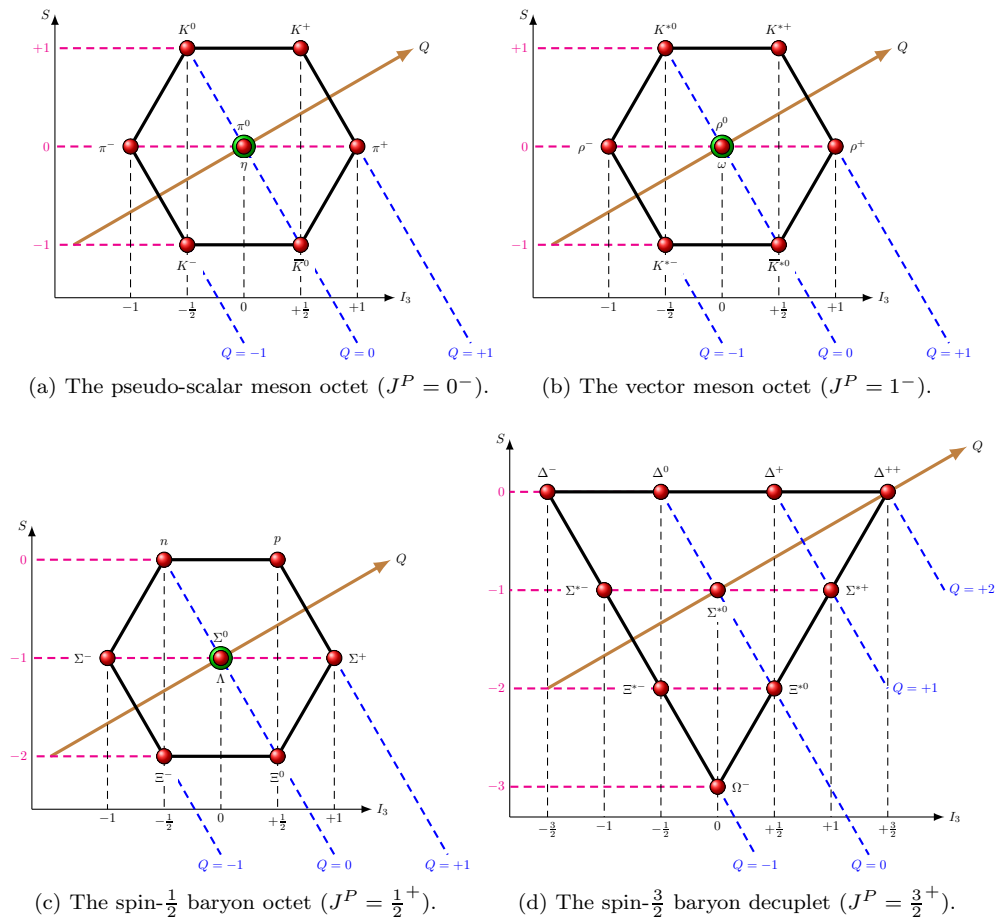 S
K⁰ K⁺
+1
Q
π⁰
π⁻ 0 π⁺
η
−1
K⁻ K̅⁰
I₃
−1 −1/2 0 +1/2 +1
Q = −1 Q = 0 Q = +1
(a) The pseudo-scalar meson octet (Jᴾ = 0⁻).
S
K*⁰ K*⁺
+1
Q
ρ⁰
ρ⁻ 0 ρ⁺
ω
−1
K*⁻ K̅*⁰
I₃
−1 −1/2 0 +1/2 +1
Q = −1 Q = 0 Q = +1
(b) The vector meson octet (Jᴾ = 1⁻).
S
n p
0
Q
Σ⁰
−1 Σ⁻ Σ⁺
Λ
−2
Ξ⁻ Ξ⁰
I₃
−1 −1/2 0 +1/2 +1
Q = −1 Q = 0 Q = +1
(c) The spin-1/2 baryon octet (Jᴾ = 1/2⁺).
S
Q
Δ⁻ Δ⁰ Δ⁺ Δ⁺⁺
0
−1 Σ*⁻ Σ*⁰ Σ*⁺
Q = +2
−2 Ξ*⁻ Ξ*⁰
Q = +1
−3 Ω⁻
I₃
−3/2 −1 −1/2 0 +1/2 +1 +3/2
Q = −1 Q = 0
(d) The spin-3/2 baryon decuplet (Jᴾ = 3/2⁺).